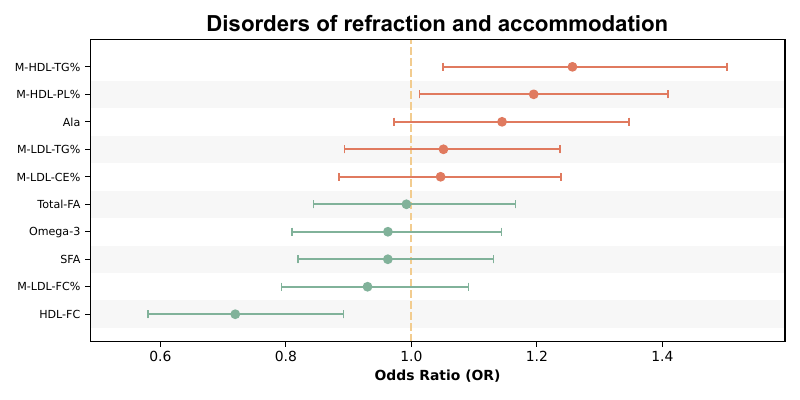 Disorders of refraction and accommodation
M-HDL-TG%
M-HDL-PL%
Ala
M-LDL-TG%
M-LDL-CE%
Total-FA
Omega-3
SFA
M-LDL-FC%
HDL-FC
0.6 0.8 1.0 1.2 1.4
Odds Ratio (OR)